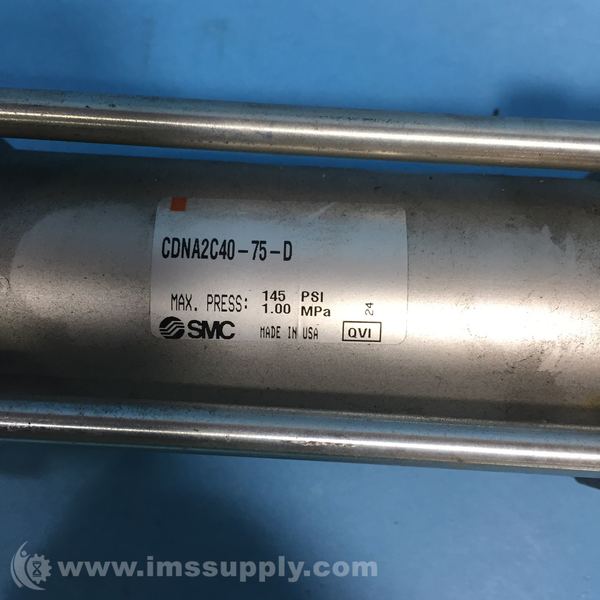 CDNA2C40-75-D
MAX. PRESS: 145 PSI
1.00 MPa
24
SMC MADE IN USA QVI
www.imssupply.com